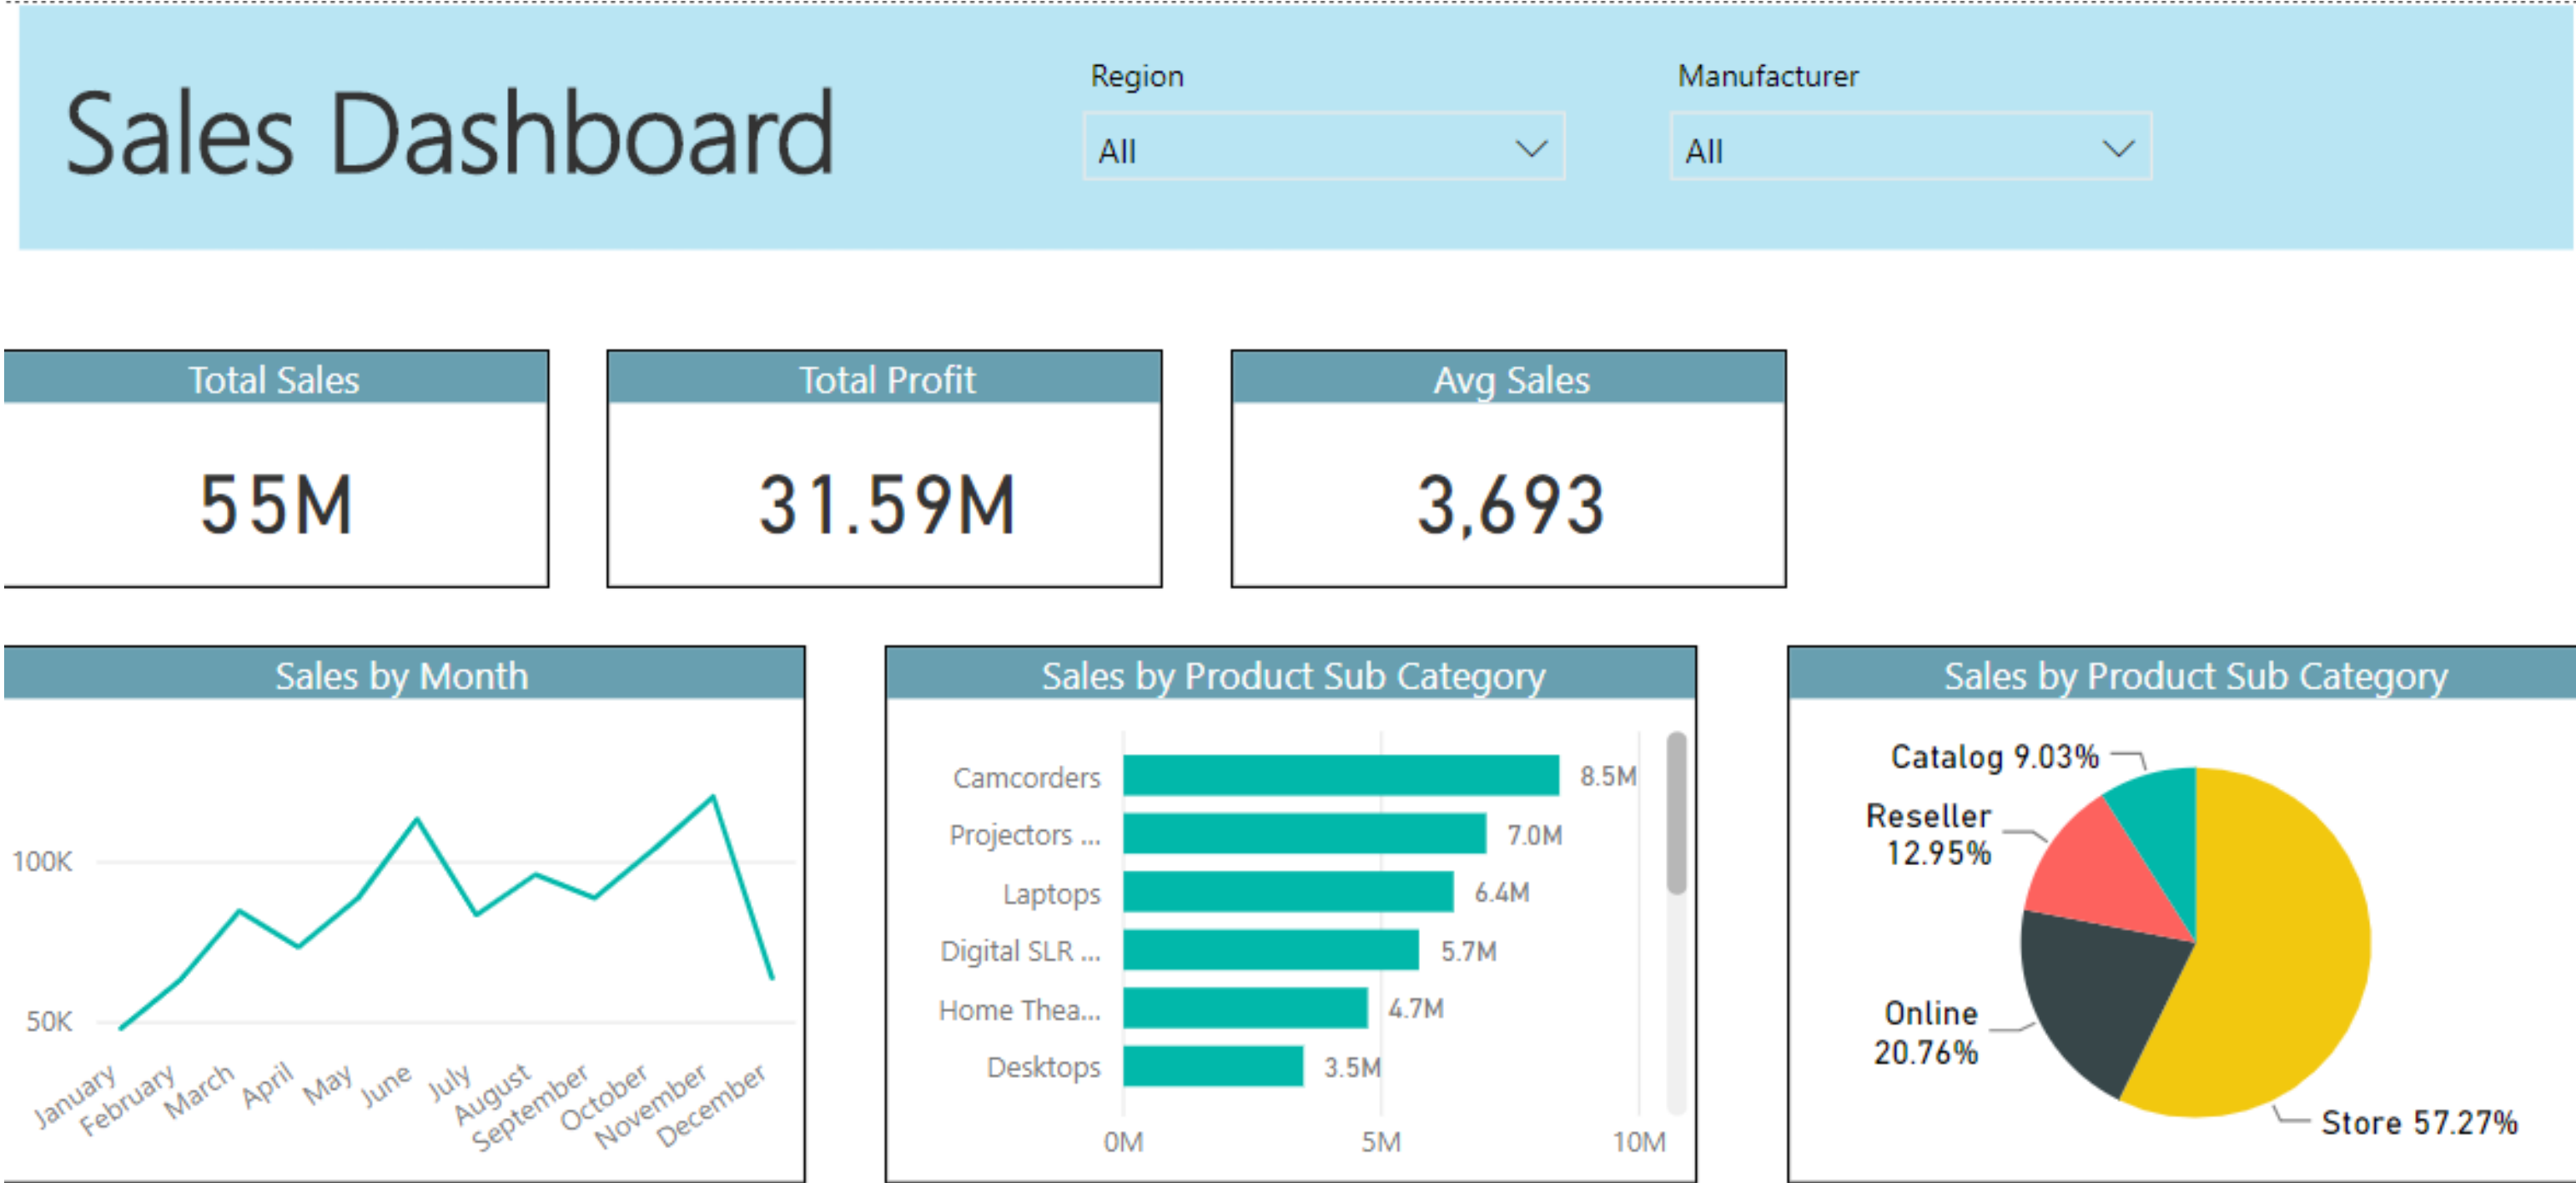 Sales Dashboard
Region
All
Manufacturer
All
Total Sales
55M
Total Profit
31.59M
Avg Sales
3,693
Sales by Month
100K
50K
January
February
March
April
May
June
July
August
September
October
November
December
Sales by Product Sub Category
Camcorders
8.5M
Projectors ...
7.0M
Laptops
6.4M
Digital SLR ...
5.7M
Home Thea...
4.7M
Desktops
3.5M
0M
5M
10M
Sales by Product Sub Category
Catalog 9.03%
Reseller
12.95%
Online
20.76%
Store 57.27%